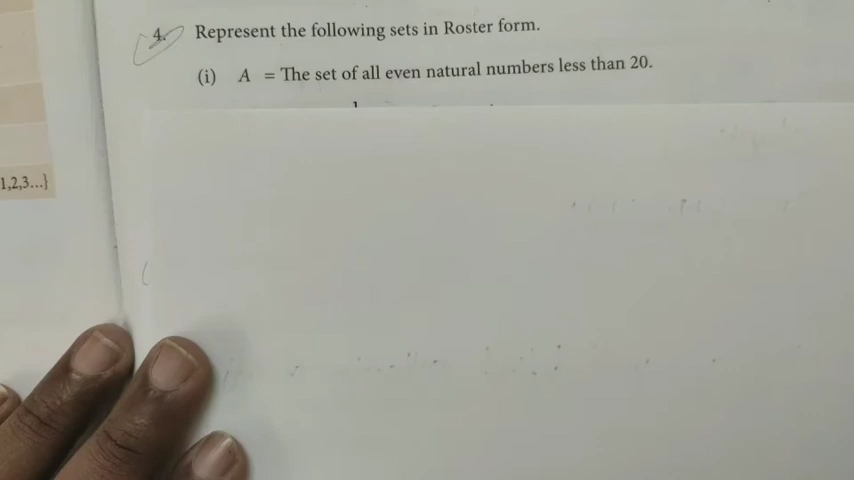 4. Represent the following sets in Roster form.
(i) A = The set of all even natural numbers less than 20.
1,2,3...}